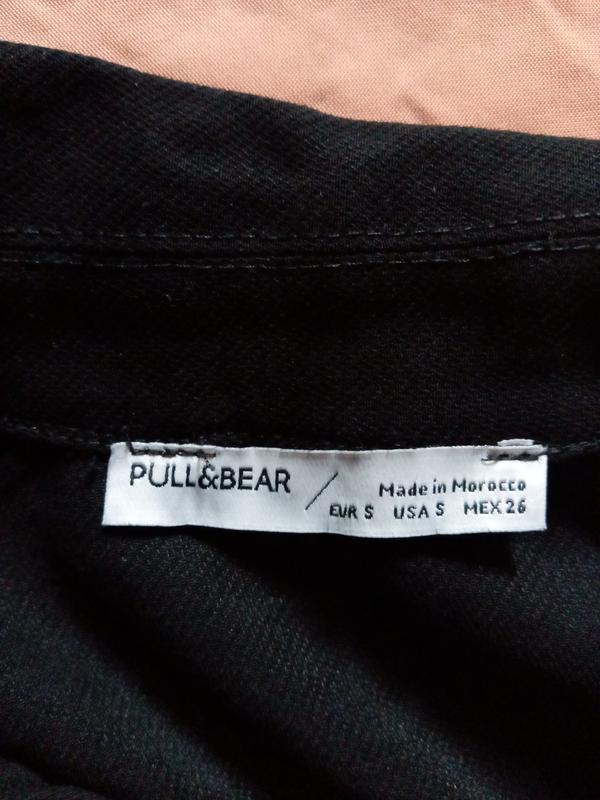 PULL&BEAR /
Made in Morocco
EUR S USA S MEX 26